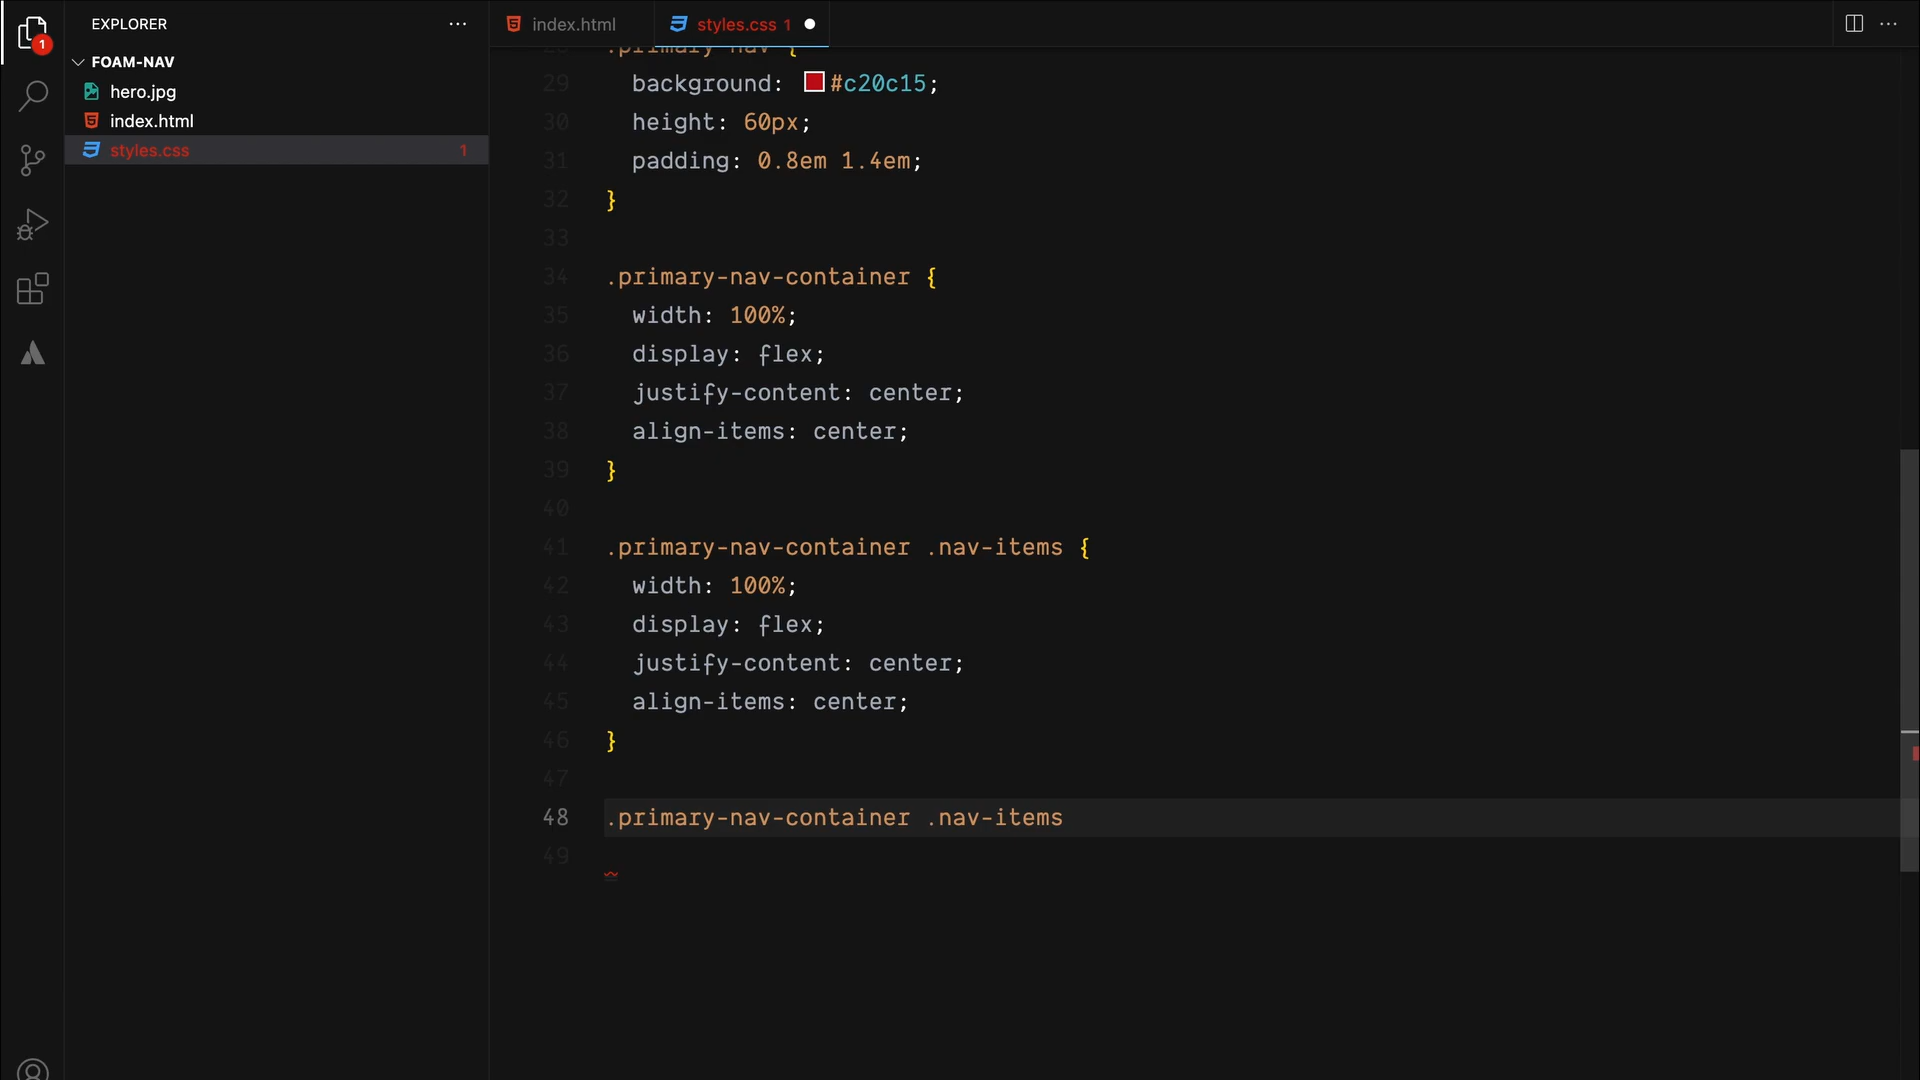 EXPLORER
...
index.html
styles.css 1
...
1
FOAM-NAV
hero.jpg
index.html
styles.css
1
28 .primary-nav {
29 background: #c20c15;
30 height: 60px;
31 padding: 0.8em 1.4em;
32 }
33
34 .primary-nav-container {
35 width: 100%;
36 display: flex;
37 justify-content: center;
38 align-items: center;
39 }
40
41 .primary-nav-container .nav-items {
42 width: 100%;
43 display: flex;
44 justify-content: center;
45 align-items: center;
46 }
47
48 .primary-nav-container .nav-items
49